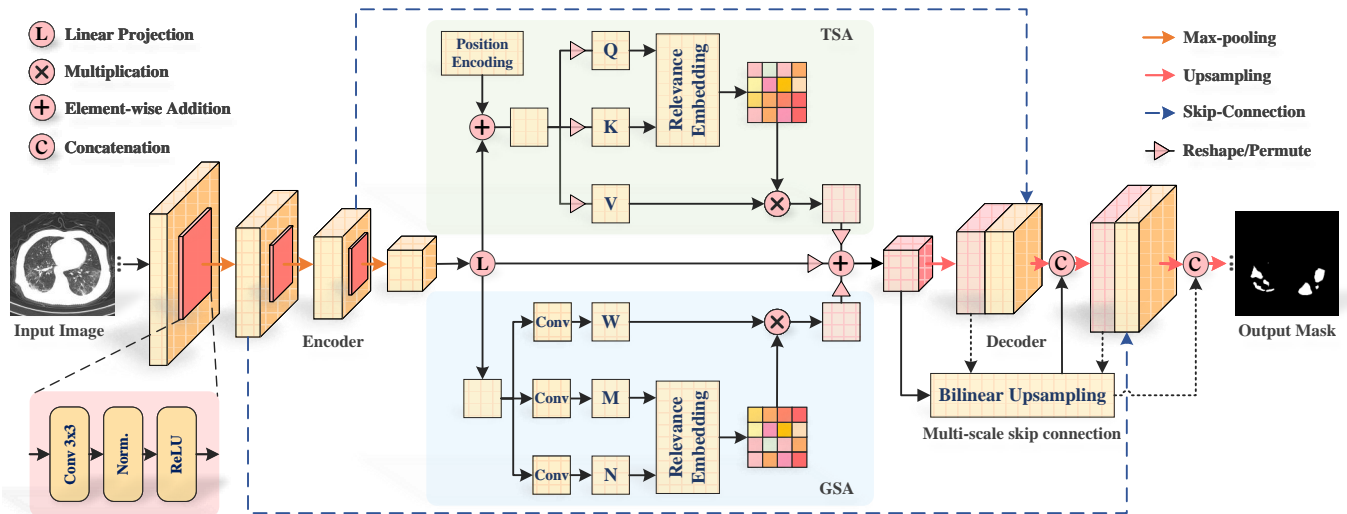 Linear Projection
Multiplication
Element-wise Addition
Concatenation
L
C
Input Image
Conv 3x3
Norm.
ReLU
Encoder
TSA
Position
Encoding
Q
K
V
Relevance
Embedding
L
GSA
Conv
W
Conv
M
Conv
N
Relevance
Embedding
Max-pooling
Upsampling
Skip-Connection
Reshape/Permute
C
C
Decoder
Bilinear Upsampling
Multi-scale skip connection
Output Mask